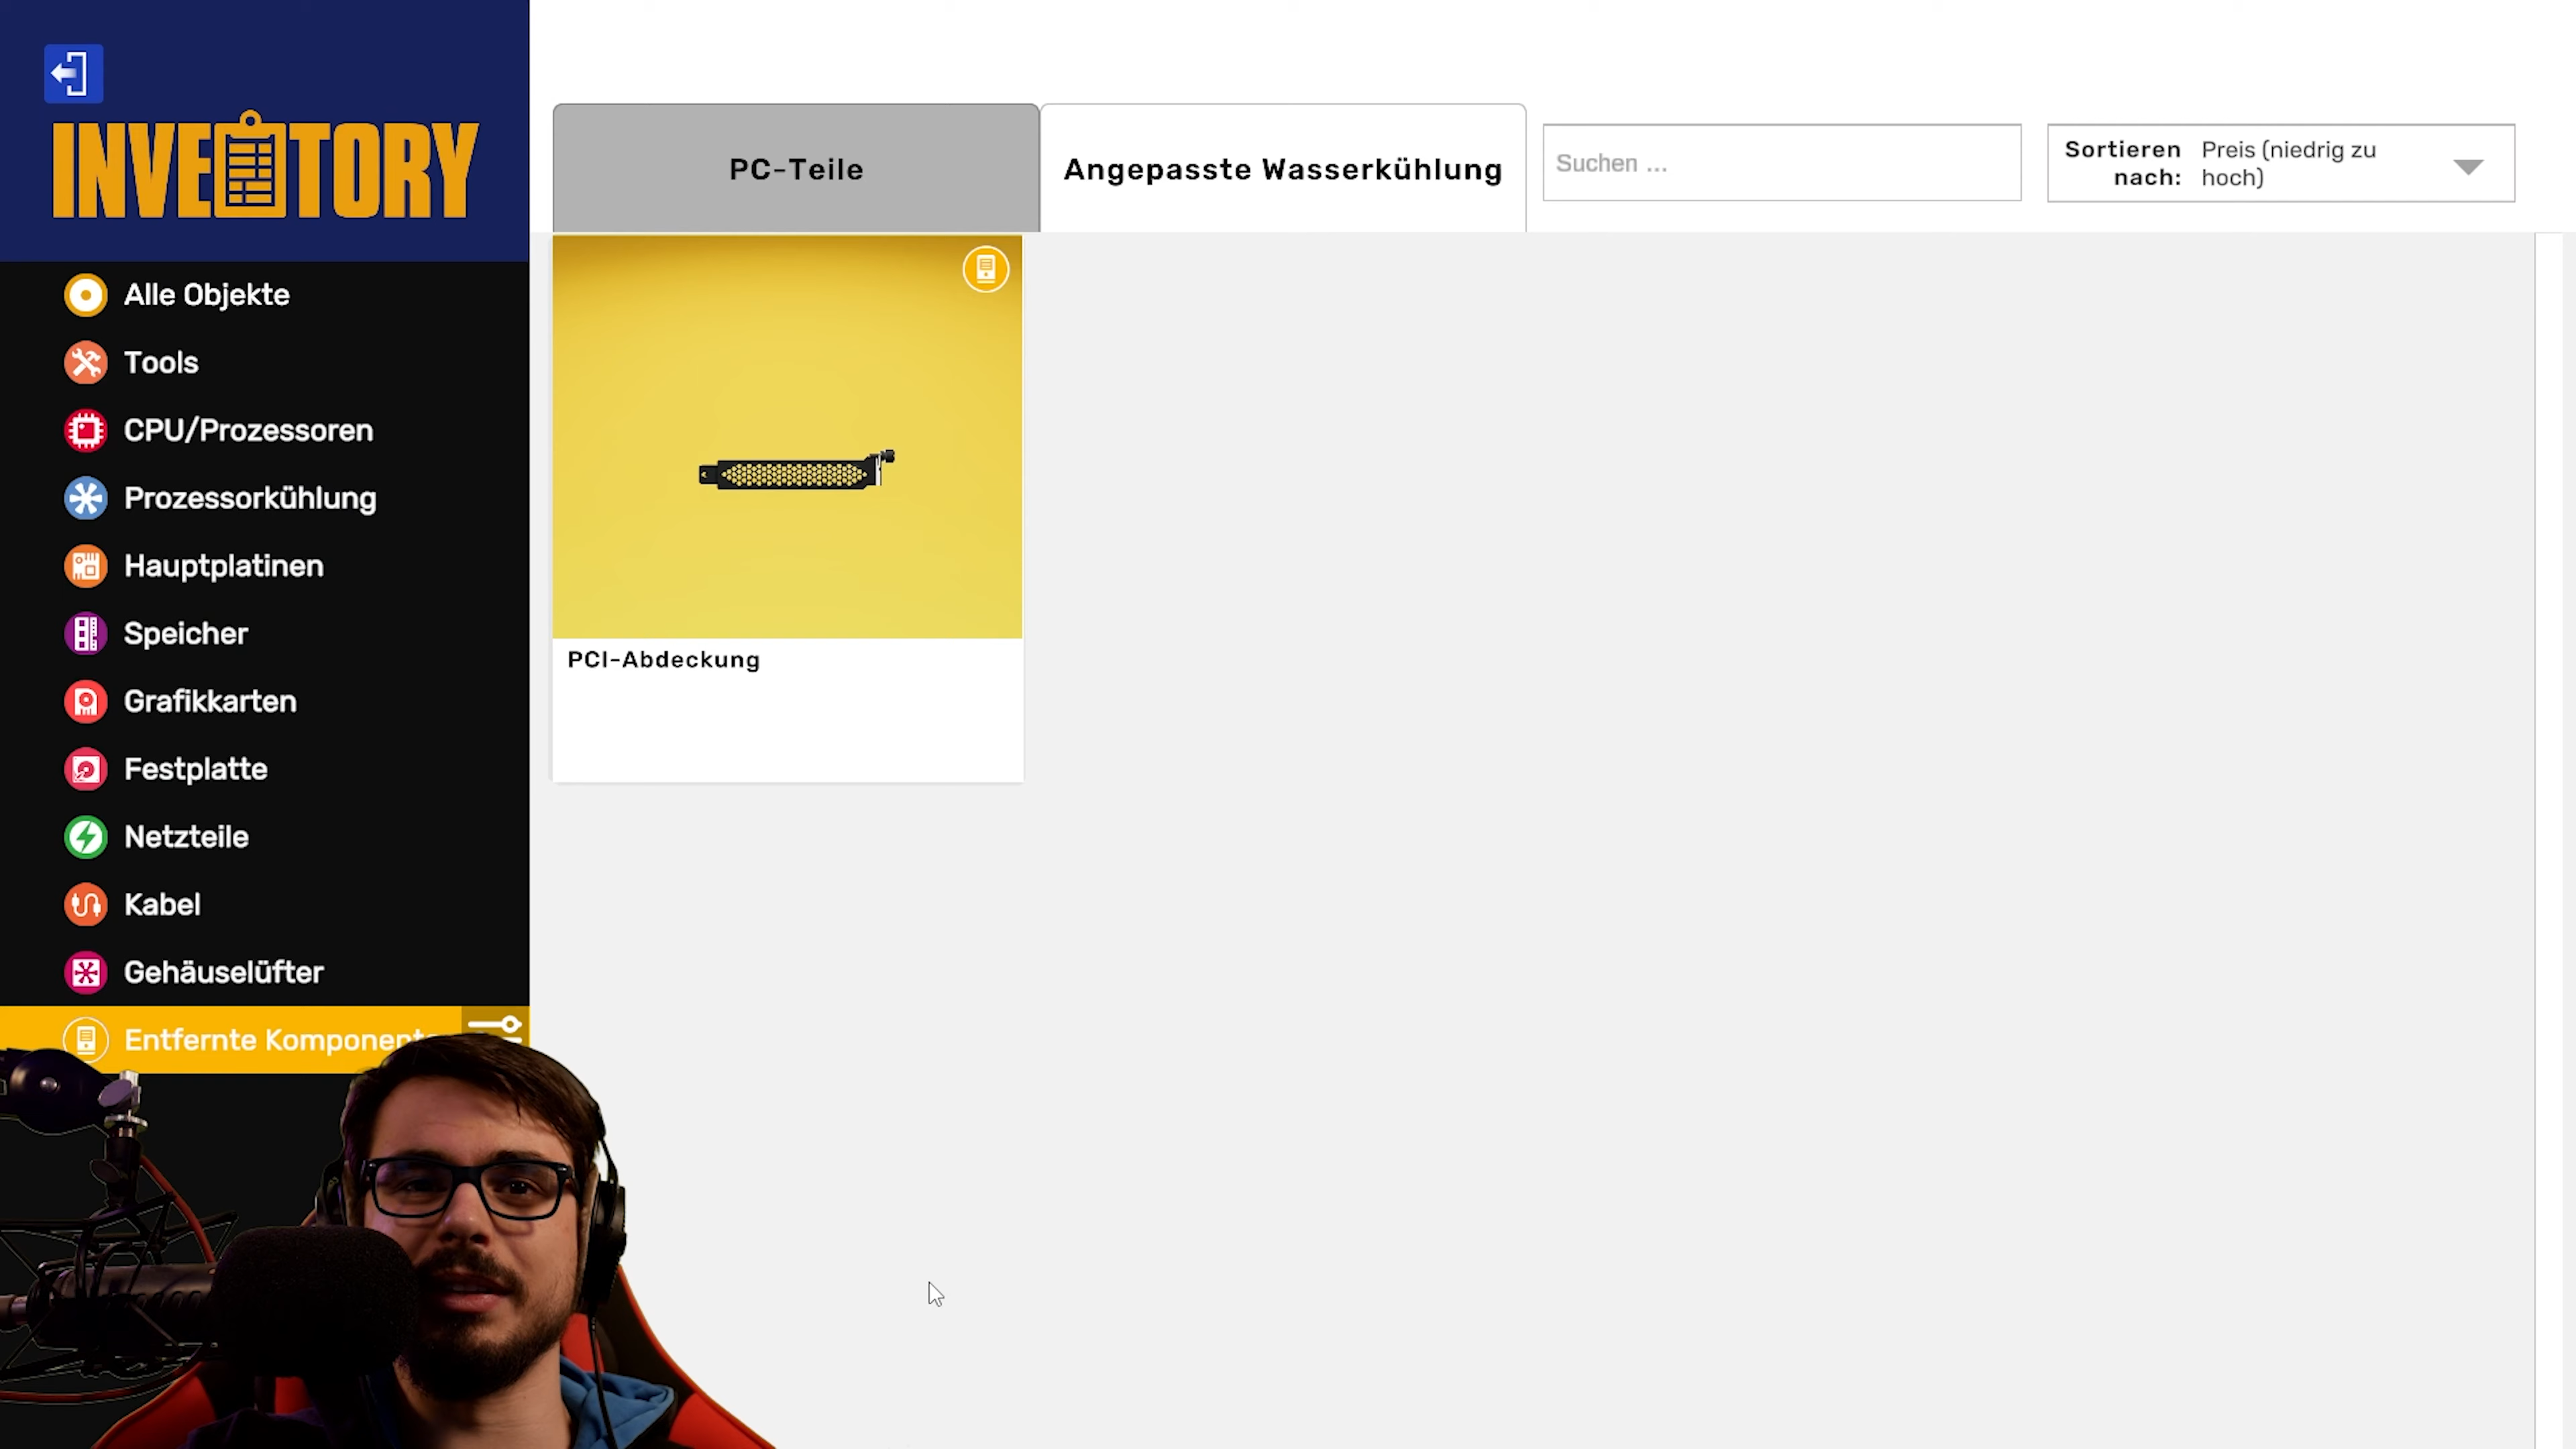 INVENTORY
Alle Objekte
Tools
CPU/Prozessoren
Prozessorkühlung
Hauptplatinen
Speicher
Grafikkarten
Festplatte
Netzteile
Kabel
Gehäuselüfter
Entfernte
PC-Teile
Angepasste Wasserkühlung
Suchen ...
Sortieren nach:
Preis (niedrig zu hoch)
PCI-Abdeckung